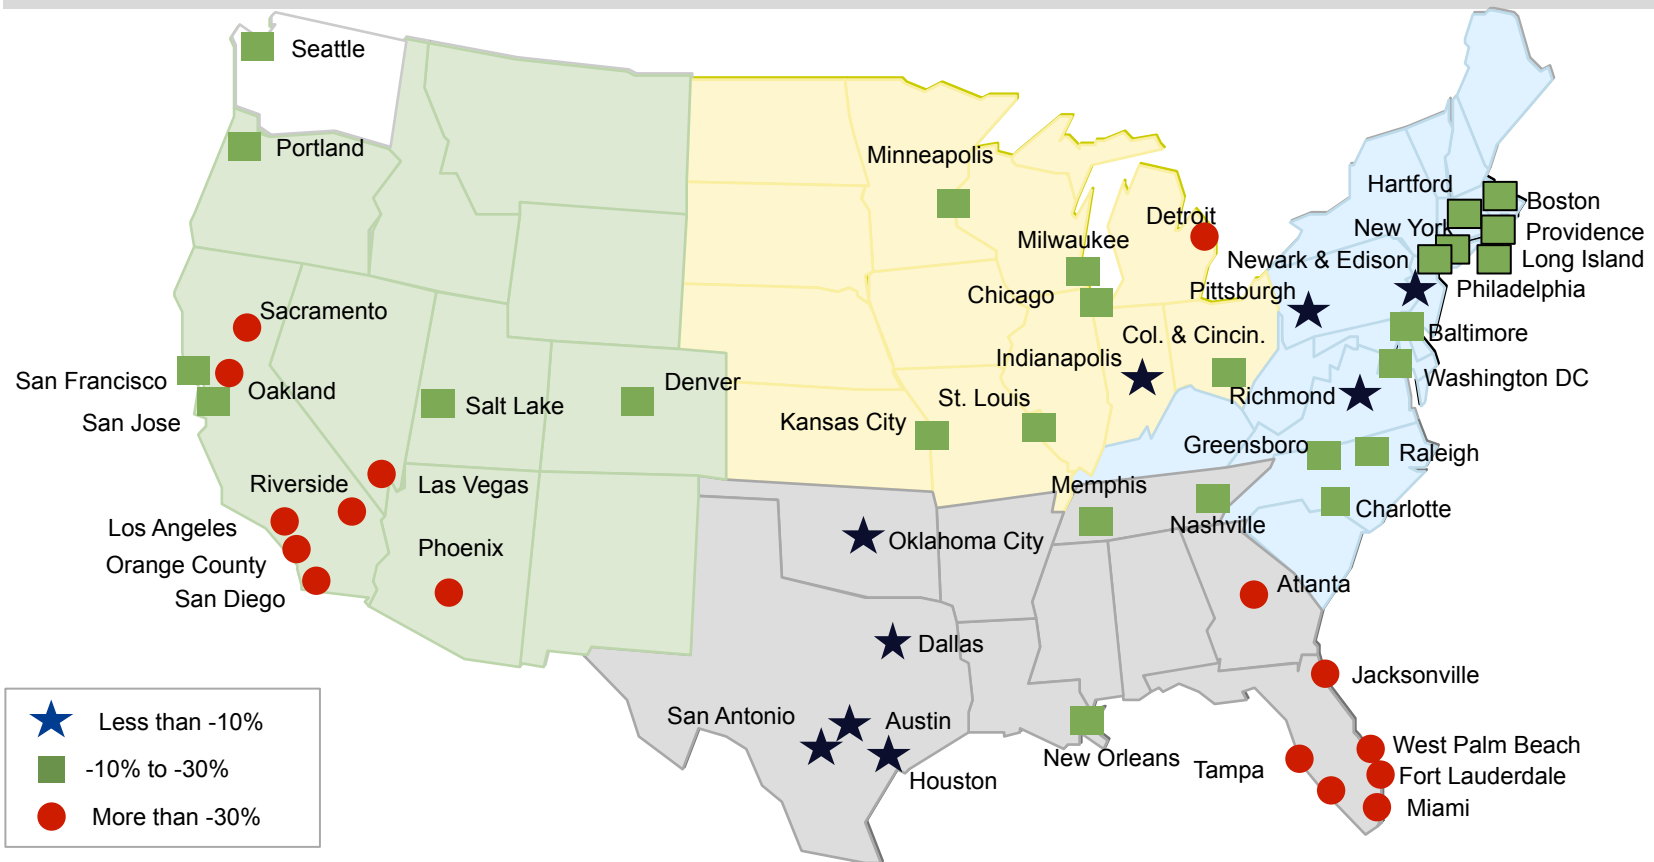 Seattle
Portland
Minneapolis
Hartford
Boston
Detroit
New York
Providence
Milwaukee
Newark & Edison
Long Island
Chicago
Pittsburgh
Philadelphia
Sacramento
Col. & Cincin.
Baltimore
Indianapolis
San Francisco
Oakland
Denver
Washington DC
Salt Lake
St. Louis
Richmond
San Jose
Kansas City
Greensboro
Raleigh
Riverside
Las Vegas
Memphis
Nashville
Charlotte
Los Angeles
Phoenix
Oklahoma City
Orange County
San Diego
Atlanta
Dallas
Jacksonville
San Antonio
Austin
New Orleans
West Palm Beach
Tampa
Fort Lauderdale
Houston
Miami
Less than -10%
-10% to -30%
More than -30%